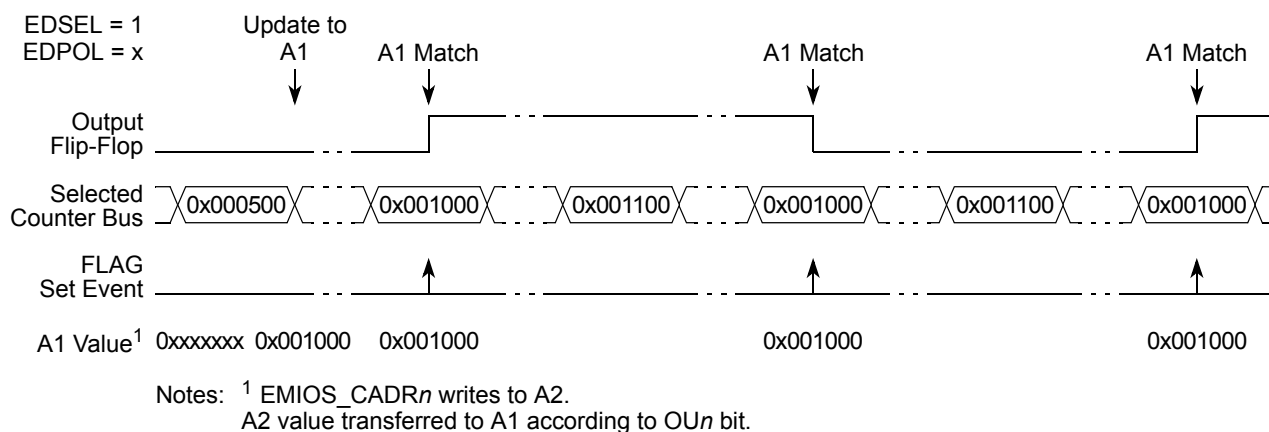 EDSEL = 1
EDPOL = x
Update to
A1
A1 Match
A1 Match
A1 Match
Output
Flip-Flop
Selected
Counter Bus
0x000500 0x001000 0x001100 0x001000 0x001100 0x001000
FLAG
Set Event
A1 Value1 0xxxxxxx 0x001000 0x001000 0x001000 0x001000
Notes: 1 EMIOS_CADRn writes to A2.
A2 value transferred to A1 according to OUn bit.